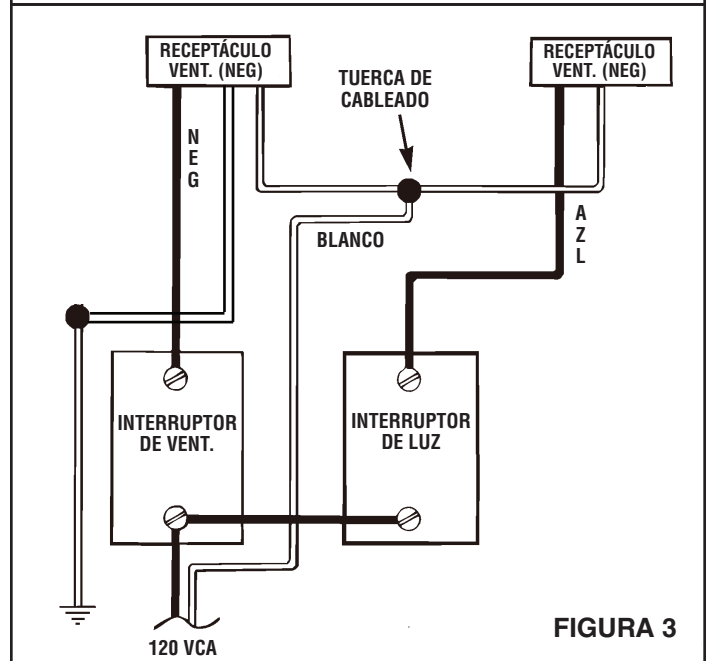 RECEPTÁCULO
VENT. (NEG)
TUERCA DE
CABLEADO
RECEPTÁCULO
VENT. (NEG)
N
E
G
BLANCO
A
Z
L
INTERRUPTOR
DE VENT.
INTERRUPTOR
DE LUZ
120 VCA
FIGURA 3